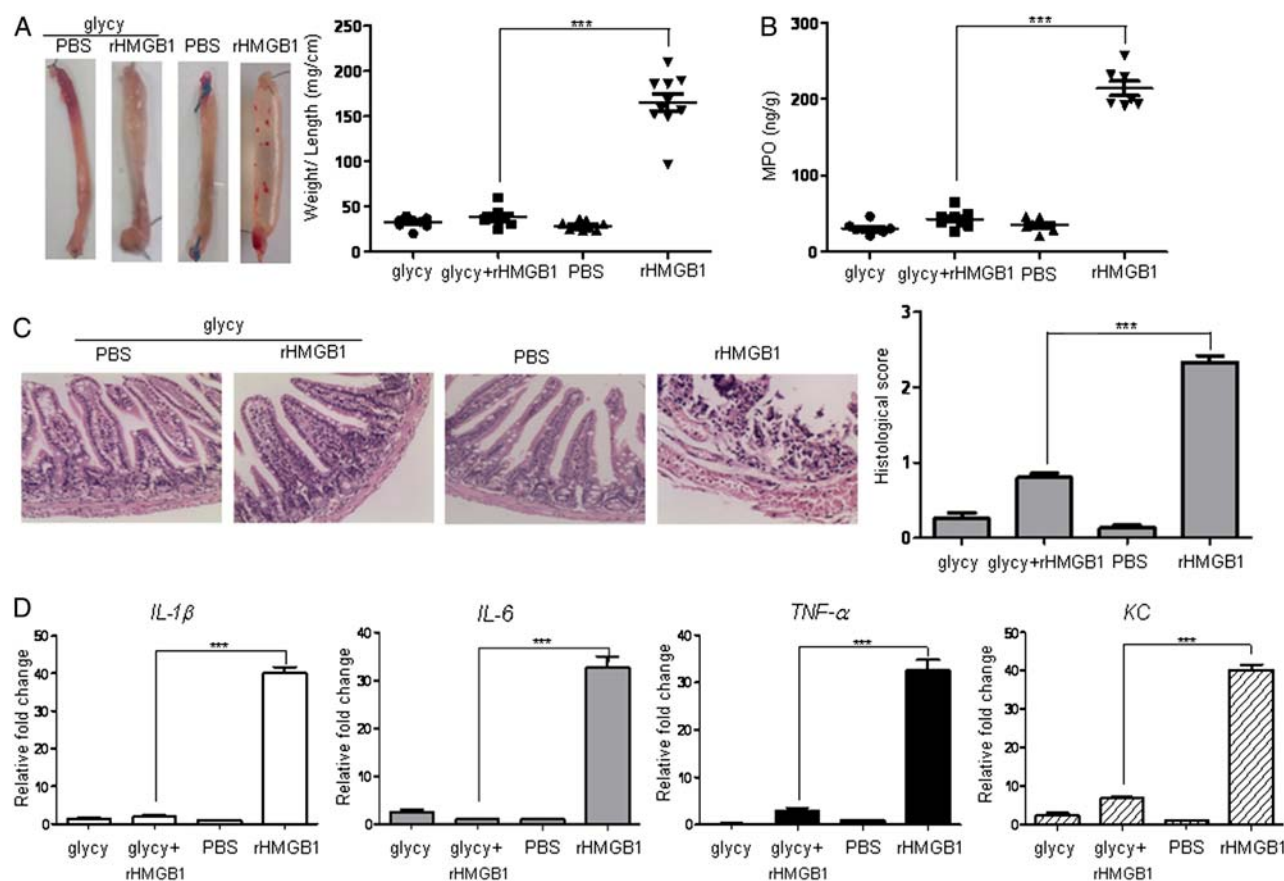 A
glycy
PBS rHMGB1 PBS rHMGB1
Weight/ Length (mg/cm)
250
200
150
100
50
0
***
glycy glycy+rHMGB1 PBS rHMGB1
B
MPO (ng/g)
300
200
100
0
***
glycy glycy+rHMGB1 PBS rHMGB1
C
glycy
PBS rHMGB1 PBS rHMGB1
Histological score
3
2
1
0
***
glycy glycy+rHMGB1 PBS rHMGB1
D
IL-1β
Relative fold change
50
40
30
20
10
0
***
glycy glycy+ PBS rHMGB1
rHMGB1
IL-6
Relative fold change
40
30
20
10
0
***
glycy glycy+ PBS rHMGB1
rHMGB1
TNF-α
Relative fold change
40
30
20
10
0
***
glycy glycy+ PBS rHMGB1
rHMGB1
KC
Relative fold change
50
40
30
20
10
0
***
glycy glycy+ PBS rHMGB1
rHMGB1